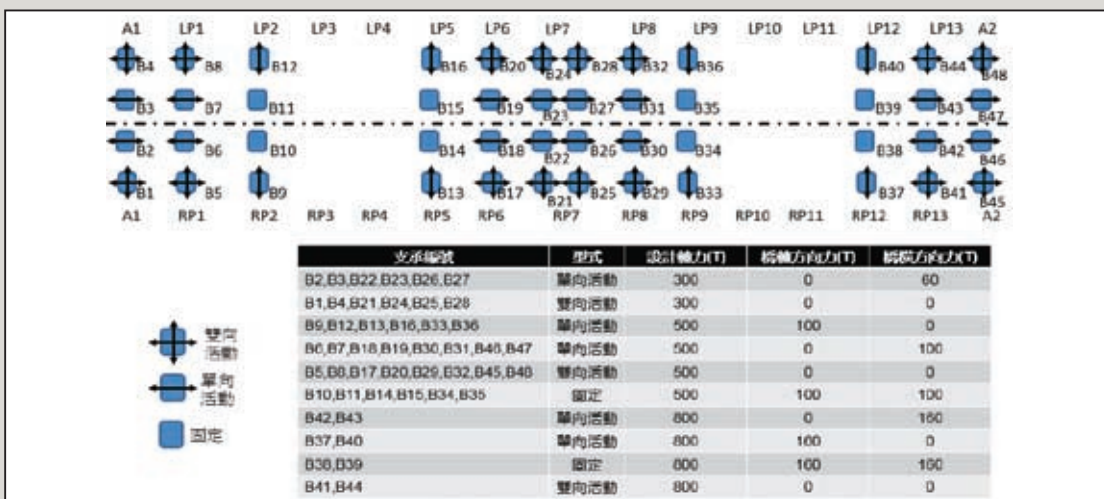 A1 LP1 LP2 LP3 LP4 LP5 LP6 LP7 LP8 LP9 LP10 LP11 LP12 LP13 A2
B4 B8 B12 B16 B20 B24 B28 B32 B36 B40 B44 B48
B3 B7 B11 B15 B19 B23 B27 B31 B35 B39 B43 B47
B2 B6 B10 B14 B18 B22 B26 B30 B34 B38 B42 B46
B1 B5 B9 B13 B17 B21 B25 B29 B33 B37 B41 B45
A1 RP1 RP2 RP3 RP4 RP5 RP6 RP7 RP8 RP9 RP10 RP11 RP12 RP13 A2
支承編號 型式 設計軸力(T) 橋軸方向力(T) 橋橫方向力(T)
B2,B3,B22,B23,B26,B27 單向活動 300 0 60
B1,B4,B21,B24,B25,B28 雙向活動 300 0 0
B9,B12,B13,B16,B33,B36 單向活動 500 100 0
B6,B7,B18,B19,B30,B31,B46,B47 單向活動 500 0 100
B5,B8,B17,B20,B29,B32,B45,B48 雙向活動 500 0 0
B10,B11,B14,B15,B34,B35 固定 500 100 100
B42,B43 單向活動 800 0 160
B37,B40 單向活動 800 160 0
B38,B39 固定 800 160 160
B41,B44 雙向活動 800 0 0
雙向
活動
單向
活動
固定